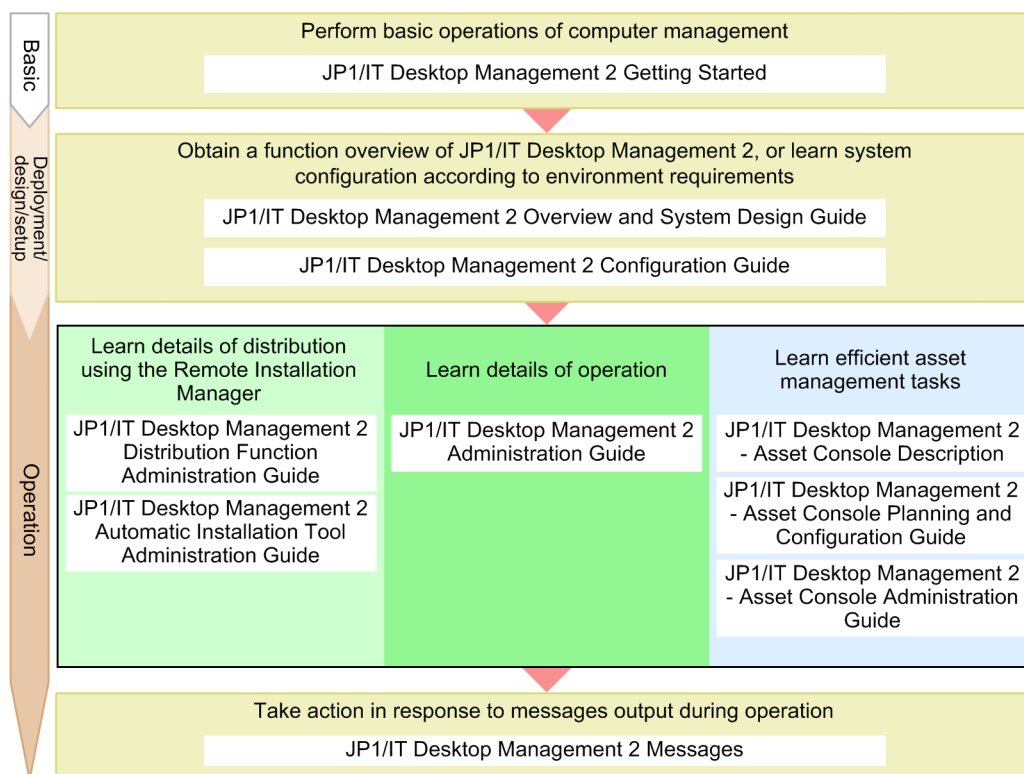 Basic
Perform basic operations of computer management
JP1/IT Desktop Management 2 Getting Started
Deployment/
design/setup
Obtain a function overview of JP1/IT Desktop Management 2, or learn system
configuration according to environment requirements
JP1/IT Desktop Management 2 Overview and System Design Guide
JP1/IT Desktop Management 2 Configuration Guide
Operation
Learn details of distribution
using the Remote Installation
Manager
JP1/IT Desktop Management 2
Distribution Function
Administration Guide
JP1/IT Desktop Management 2
Automatic Installation Tool
Administration Guide
Learn details of operation
JP1/IT Desktop Management 2
Administration Guide
Learn efficient asset
management tasks
JP1/IT Desktop Management 2
- Asset Console Description
JP1/IT Desktop Management 2
- Asset Console Planning and
Configuration Guide
JP1/IT Desktop Management 2
- Asset Console Administration
Guide
Take action in response to messages output during operation
JP1/IT Desktop Management 2 Messages